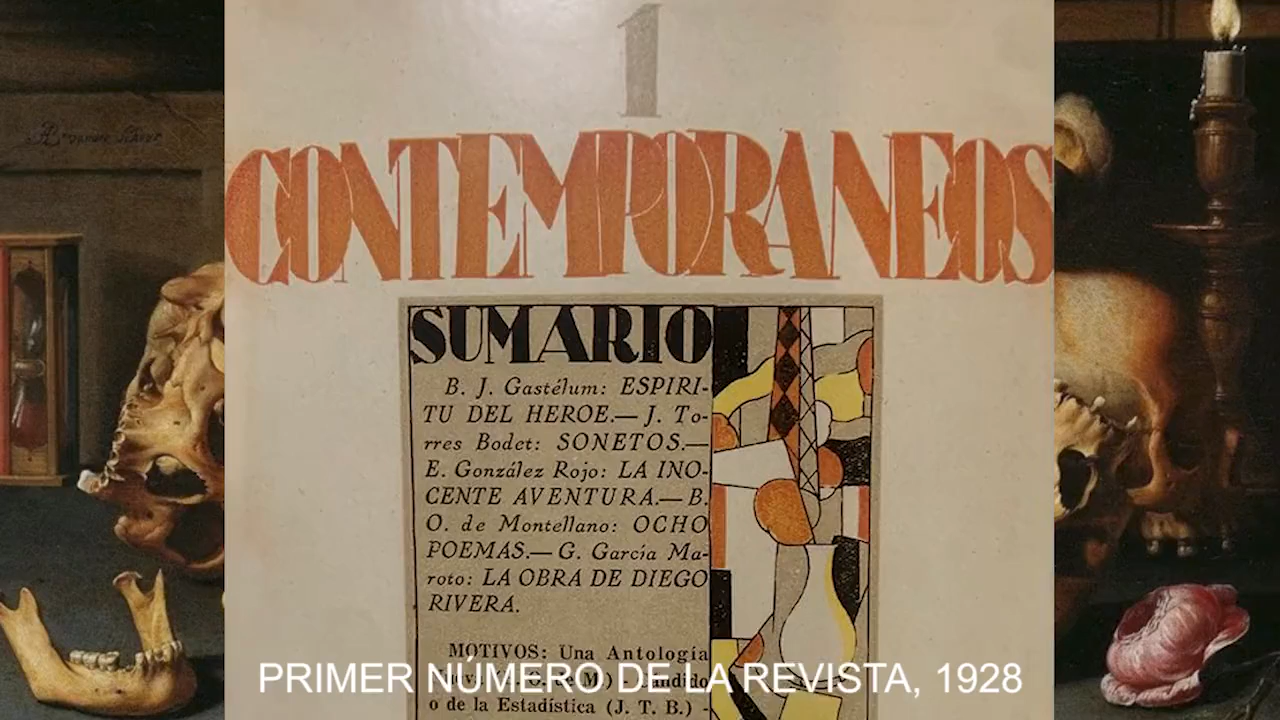 1
CONTEMPORANEOS
SUMARIO
B. J. Gastélum: ESPIRI-
TU DEL HEROE.— J. To-
rres Bodet: SONETOS.—
E. González Rojo: LA INO-
CENTE AVENTURA.— B.
O. de Montellano: OCHO
POEMAS.— G. García Ma-
roto: LA OBRA DE DIEGO
RIVERA.
MOTIVOS: Una Antología
PRIMER NÚMERO DE LA REVISTA, 1928
o de la Estadística (J. T. B.) -